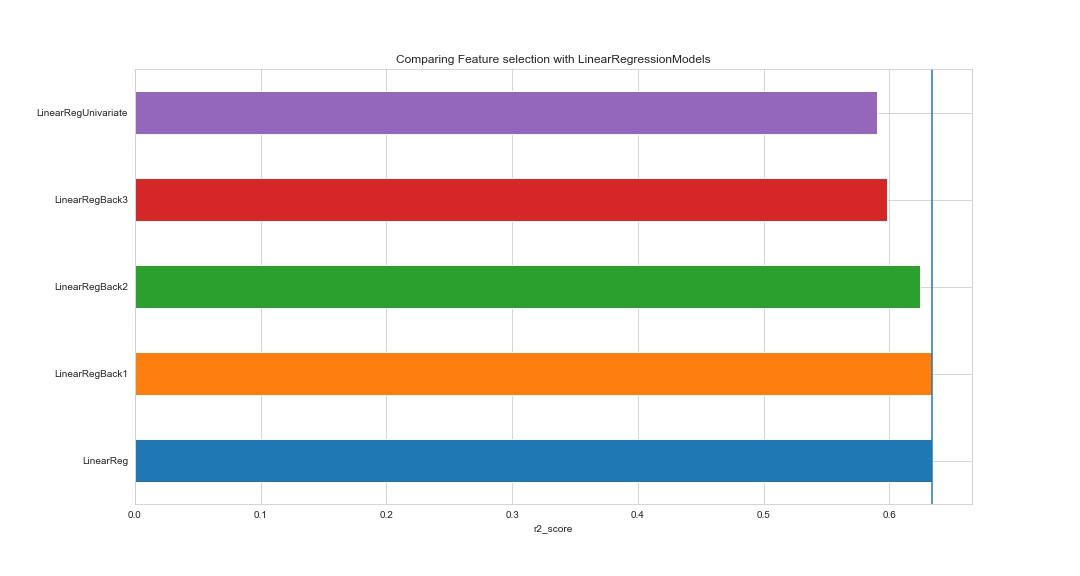 Comparing Feature selection with LinearRegressionModels
LinearRegUnivariate
LinearRegBack3
LinearRegBack2
LinearRegBack1
LinearReg
0.0 0.1 0.2 0.3 0.4 0.5 0.6
r2_score